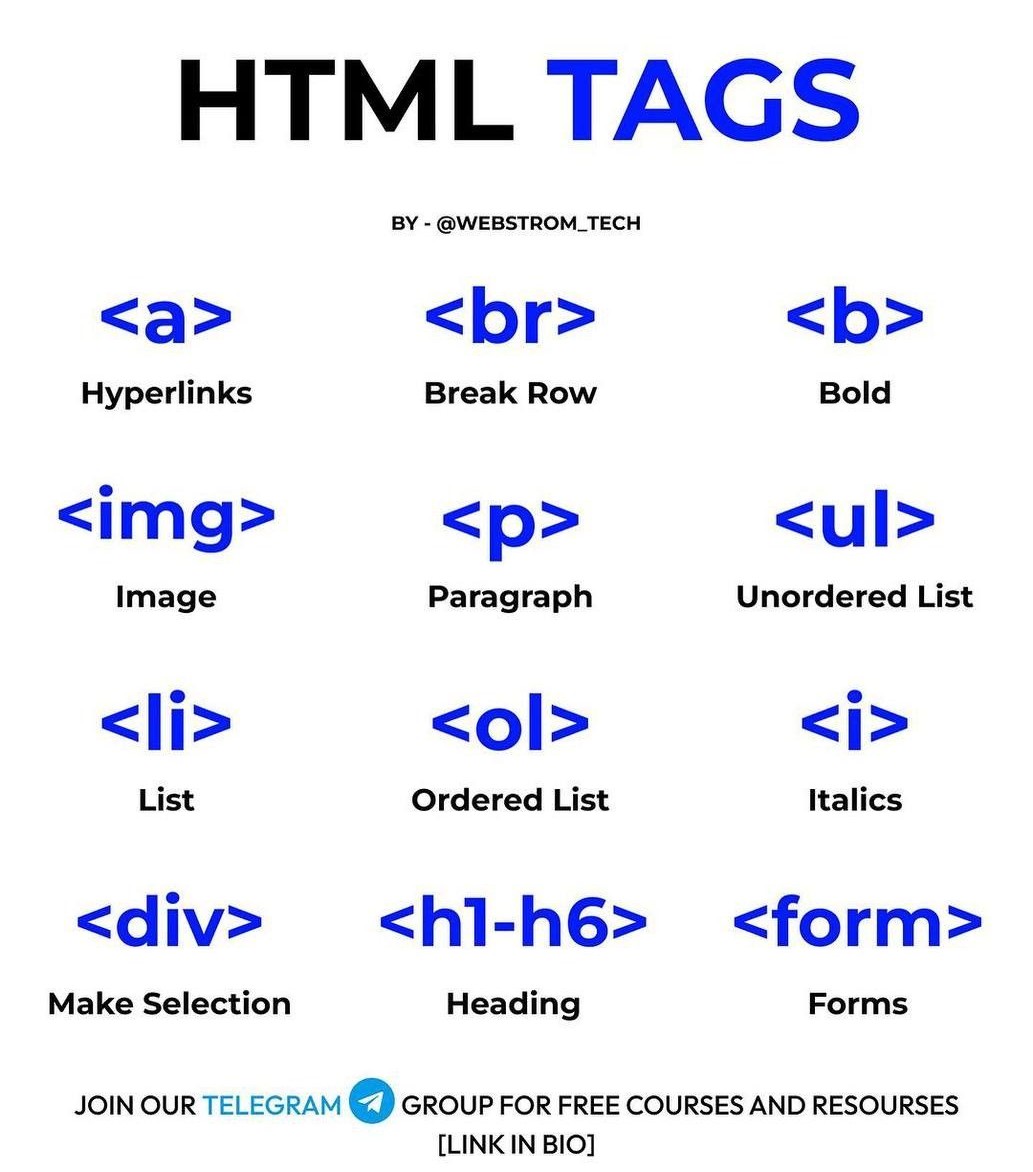 HTML TAGS
BY - @WEBSTROM_TECH
<a> <br> <b>
Hyperlinks Break Row Bold
<img> <p> <ul>
Image Paragraph Unordered List
<li> <ol> <i>
List Ordered List Italics
<div> <h1-h6> <form>
Make Selection Heading Forms
JOIN OUR TELEGRAM GROUP FOR FREE COURSES AND RESOURSES
[LINK IN BIO]